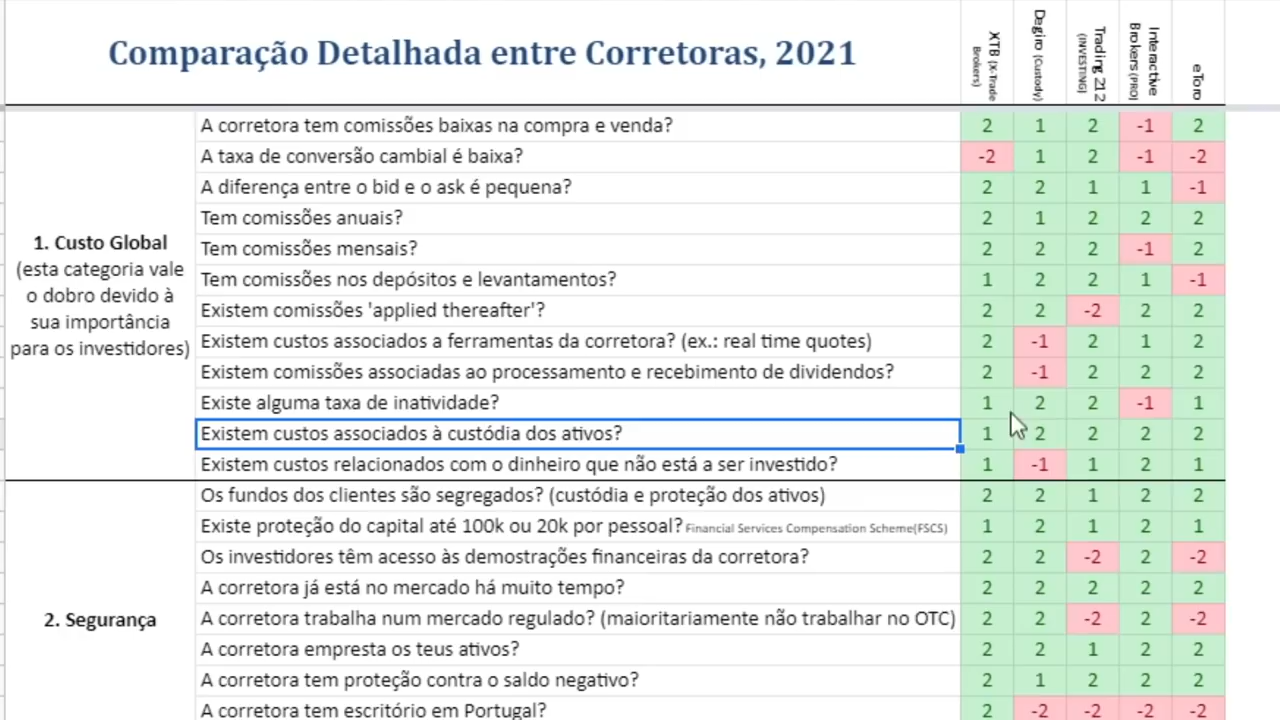 Comparação Detalhada entre Corretoras, 2021
XTB (X-Trade Brokers)
Degiro (Custody)
Trading 212 (INVESTING)
Interactive Brokers (PRO)
eToro
1. Custo Global
(esta categoria vale
o dobro devido à
sua importância
para os investidores)
A corretora tem comissões baixas na compra e venda? 2 1 2 -1 2
A taxa de conversão cambial é baixa? -2 1 2 -1 -2
A diferença entre o bid e o ask é pequena? 2 2 1 1 -1
Tem comissões anuais? 2 1 2 2 2
Tem comissões mensais? 2 2 2 -1 2
Tem comissões nos depósitos e levantamentos? 1 2 2 1 -1
Existem comissões 'applied thereafter'? 2 2 -2 2 2
Existem custos associados a ferramentas da corretora? (ex.: real time quotes) 2 -1 2 1 2
Existem comissões associadas ao processamento e recebimento de dividendos? 2 -1 2 2 2
Existe alguma taxa de inatividade? 1 2 2 -1 1
Existem custos associados à custódia dos ativos? 1 2 2 2 2
Existem custos relacionados com o dinheiro que não está a ser investido? 1 -1 1 2 1
2. Segurança
Os fundos dos clientes são segregados? (custódia e proteção dos ativos) 2 2 1 2 2
Existe proteção do capital até 100k ou 20k por pessoal? Financial Services Compensation Scheme(FSCS) 1 2 1 2 1
Os investidores têm acesso às demostrações financeiras da corretora? 2 2 -2 2 -2
A corretora já está no mercado há muito tempo? 2 2 2 2 2
A corretora trabalha num mercado regulado? (maioritariamente não trabalhar no OTC) 2 2 -2 2 -2
A corretora empresta os teus ativos? 2 2 1 2 2
A corretora tem proteção contra o saldo negativo? 2 1 2 2 2
A corretora tem escritório em Portugal? 2 -2 -2 -2 -2